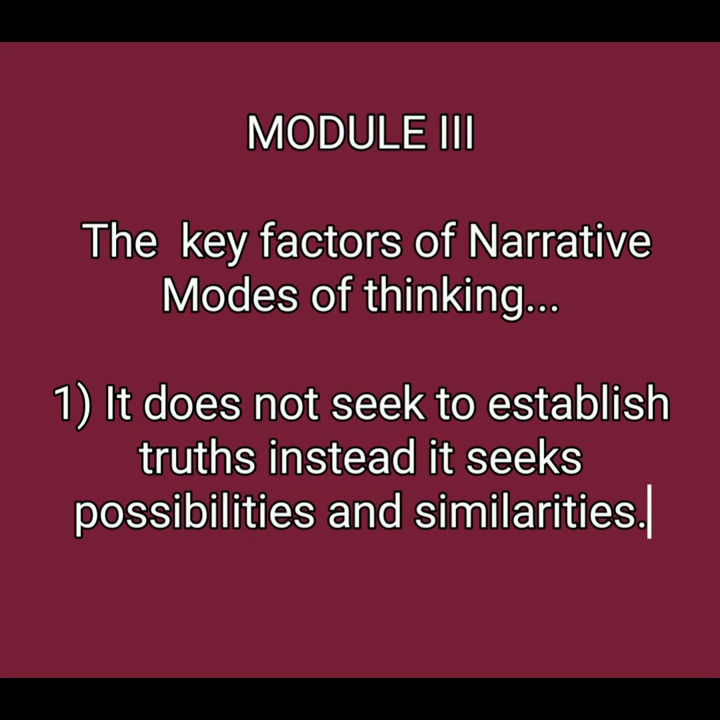 MODULE III
The key factors of Narrative
Modes of thinking...
1) It does not seek to establish
truths instead it seeks
possibilities and similarities.